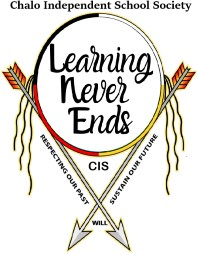 Chalo Independent School Society
Learning
Never
Ends
CIS
RESPECTING OUR PAST
WILL
SUSTAIN OUR FUTURE